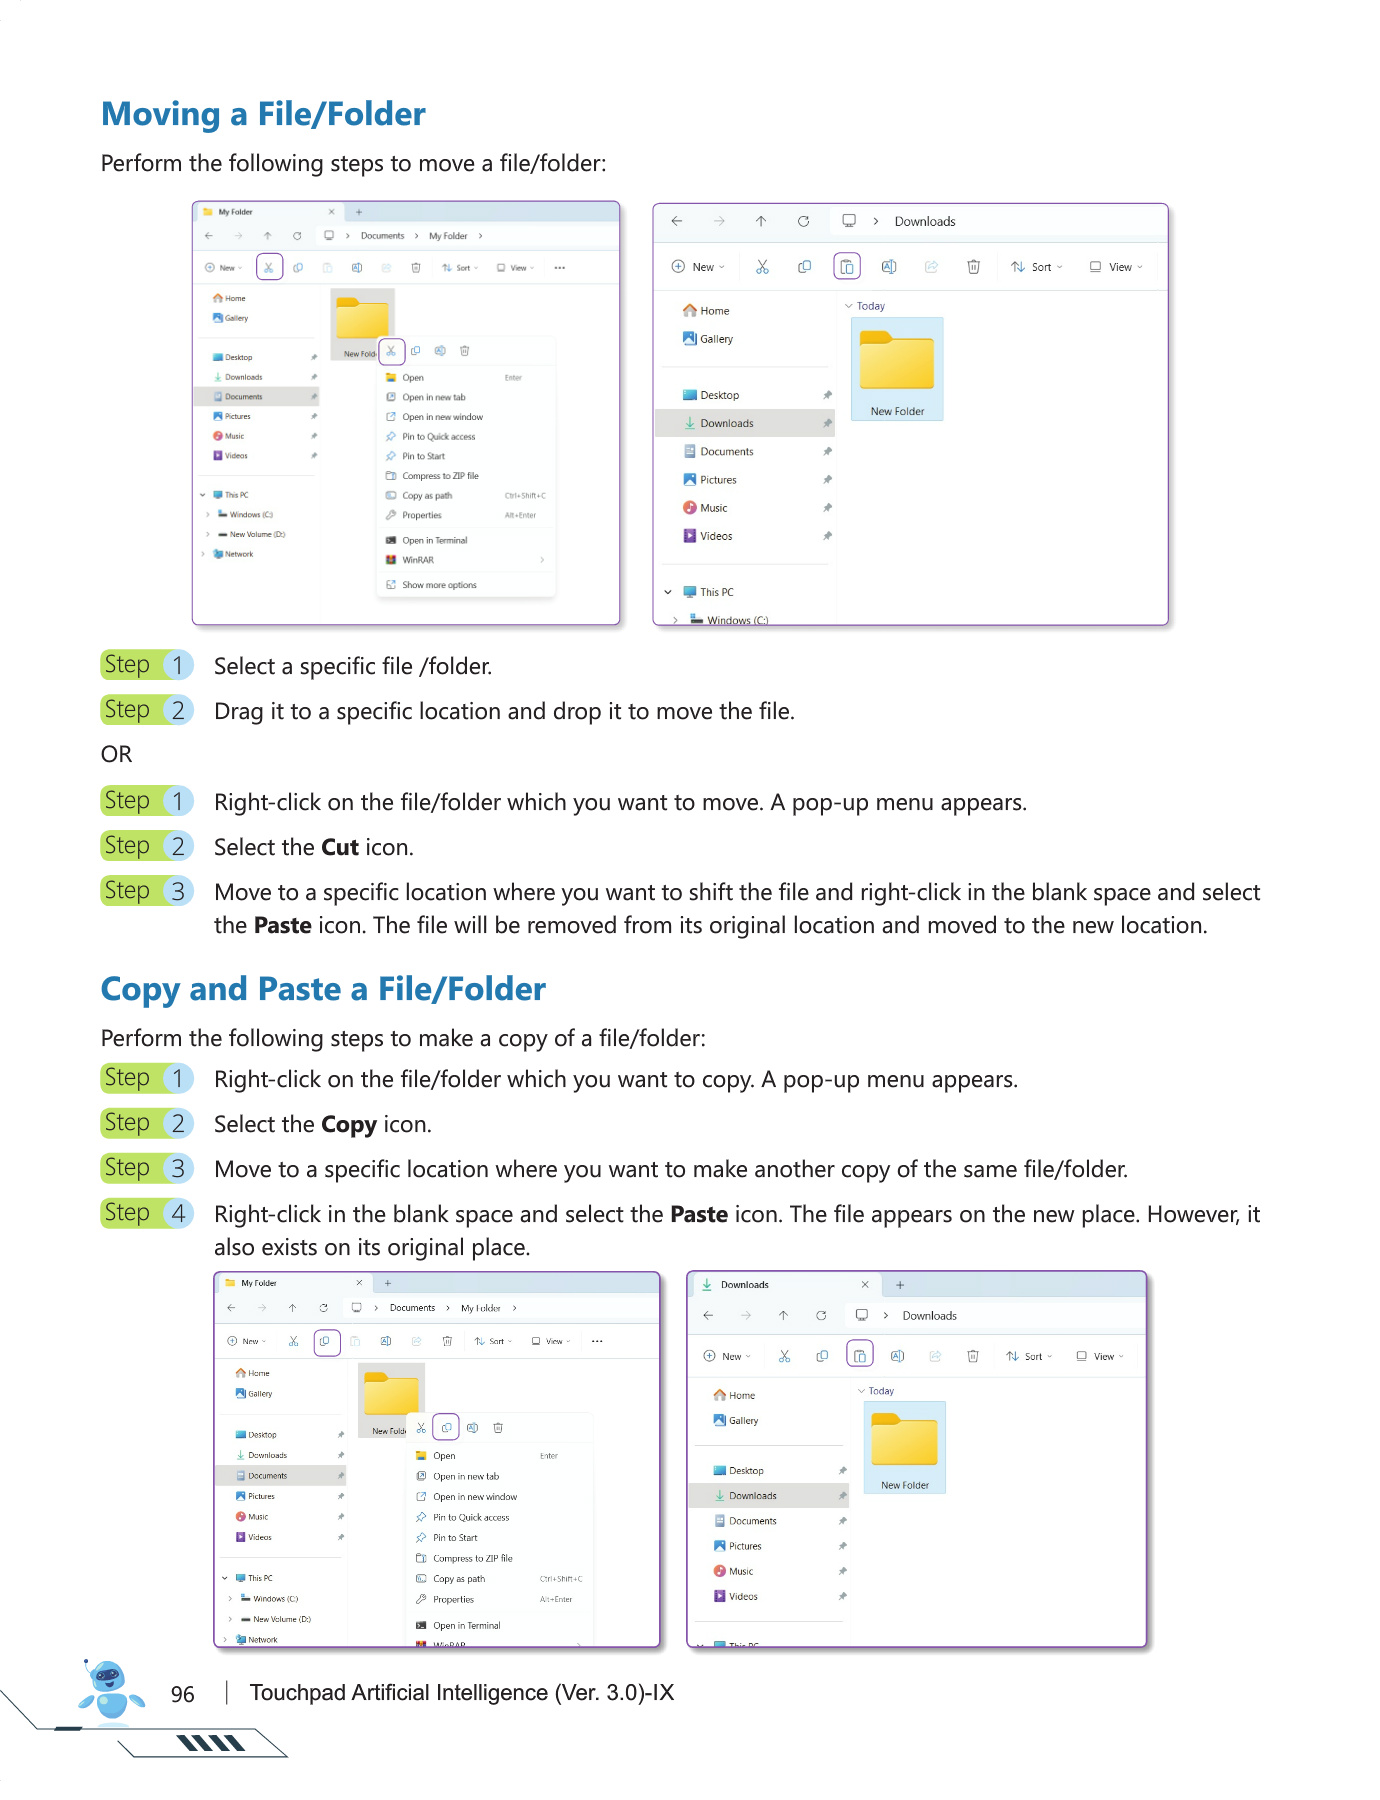 Moving a File/Folder
Perform the following steps to move a file/folder:
My Folder
Documents > My Folder >
New
Sort
View
Home
Gallery
Desktop
Downloads
Documents
Pictures
Music
Videos
This PC
Windows (C:)
New Volume (D:)
Network
Open Enter
Open in new tab
Open in new window
Pin to Quick access
Pin to Start
Compress to ZIP file
Copy as path Ctrl+Shift+C
Properties Alt+Enter
Open in Terminal
WinRAR
Show more options
Downloads
New
Sort
View
Home
Gallery
Desktop
Downloads
Documents
Pictures
Music
Videos
This PC
Windows (C:)
Today
New Folder
Step 1 Select a specific file /folder.
Step 2 Drag it to a specific location and drop it to move the file.
OR
Step 1 Right-click on the file/folder which you want to move. A pop-up menu appears.
Step 2 Select the Cut icon.
Step 3 Move to a specific location where you want to shift the file and right-click in the blank space and select
the Paste icon. The file will be removed from its original location and moved to the new location.
Copy and Paste a File/Folder
Perform the following steps to make a copy of a file/folder:
Step 1 Right-click on the file/folder which you want to copy. A pop-up menu appears.
Step 2 Select the Copy icon.
Step 3 Move to a specific location where you want to make another copy of the same file/folder.
Step 4 Right-click in the blank space and select the Paste icon. The file appears on the new place. However, it
also exists on its original place.
My Folder
Documents > My Folder >
New
Sort
View
Home
Gallery
Desktop
Downloads
Documents
Pictures
Music
Videos
This PC
Windows (C:)
New Volume (D:)
Network
Open Enter
Open in new tab
Open in new window
Pin to Quick access
Pin to Start
Compress to ZIP file
Copy as path Ctrl+Shift+C
Properties Alt+Enter
Open in Terminal
WinRAR
Downloads
Downloads
New
Sort
View
Home
Gallery
Desktop
Downloads
Documents
Pictures
Music
Videos
This PC
Today
New Folder
96 | Touchpad Artificial Intelligence (Ver. 3.0)-IX